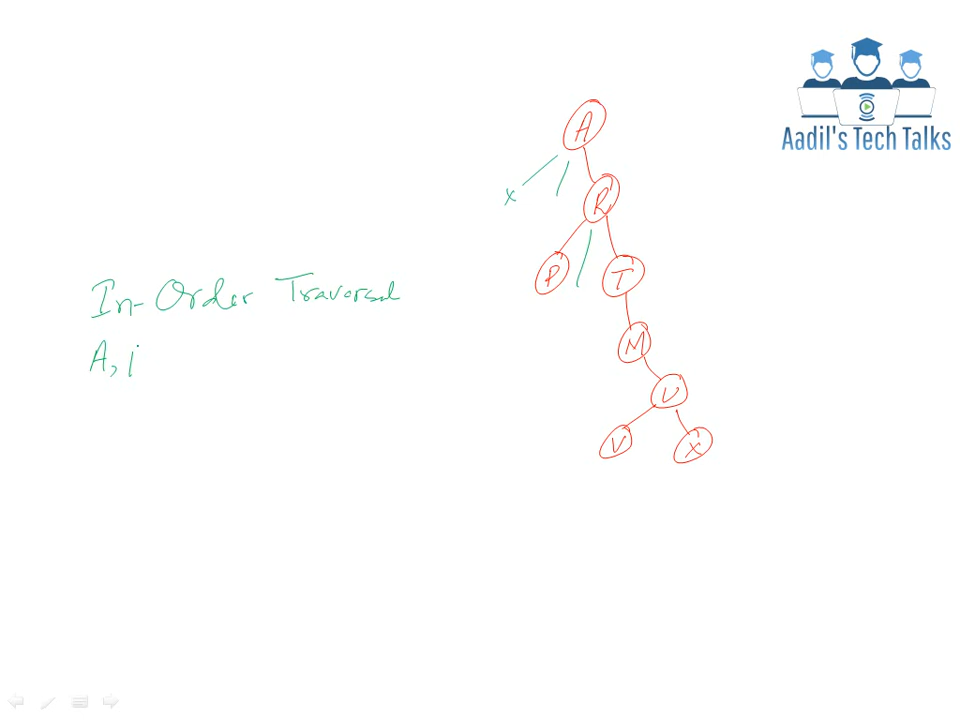 Aadil's Tech Talks
A
x
R
P
T
In-Order Traversal
M
A,
U
V
X